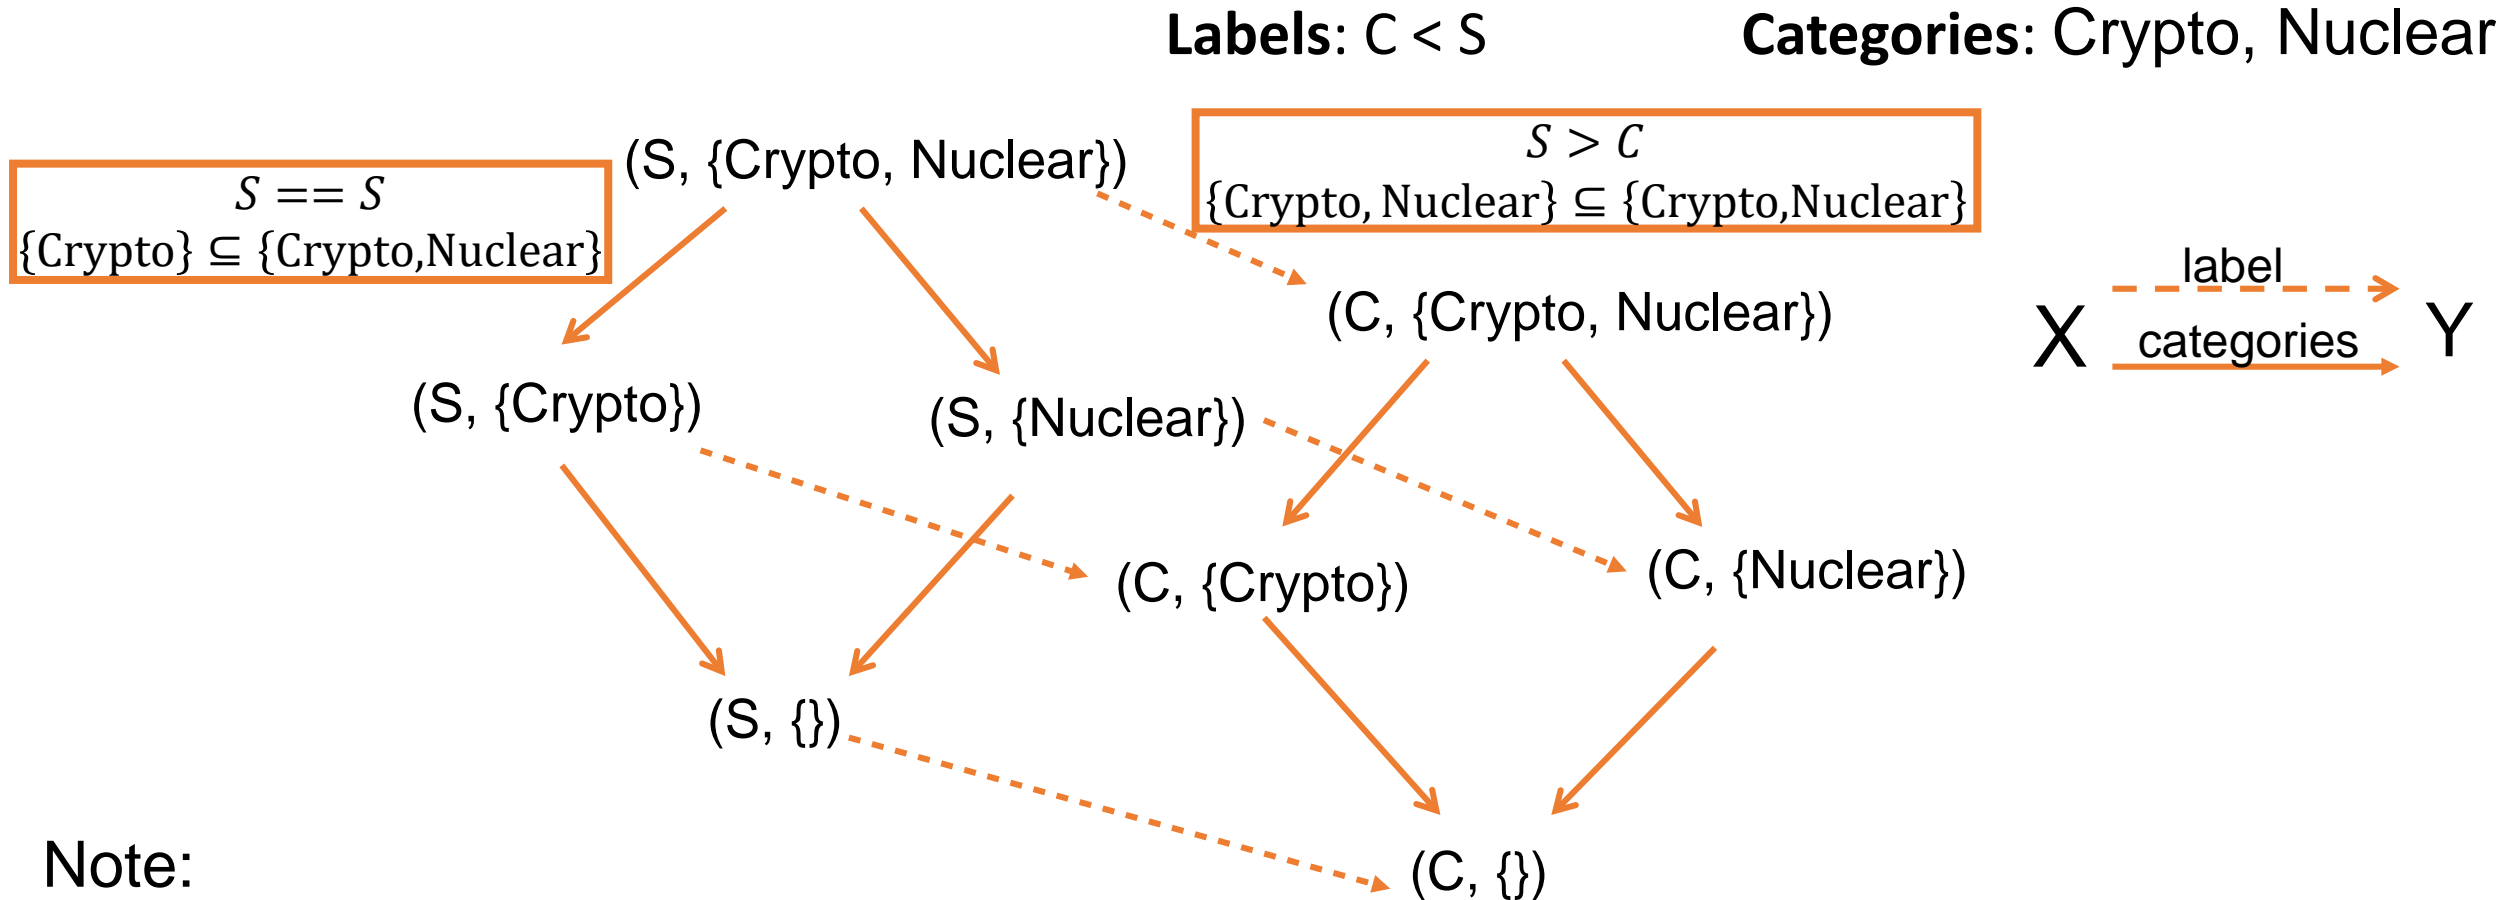 Labels: C < S
Categories: Crypto, Nuclear
(S, {Crypto, Nuclear})
S > C
{Crypto, Nuclear} ⊆ {Crypto,Nuclear}
S == S
{Crypto} ⊆ {Crypto,Nuclear}
label
X
Y
categories
(C, {Crypto, Nuclear})
(S, {Crypto})
(S, {Nuclear})
(C, {Crypto})
(C, {Nuclear})
(S, {})
Note:
(C, {})